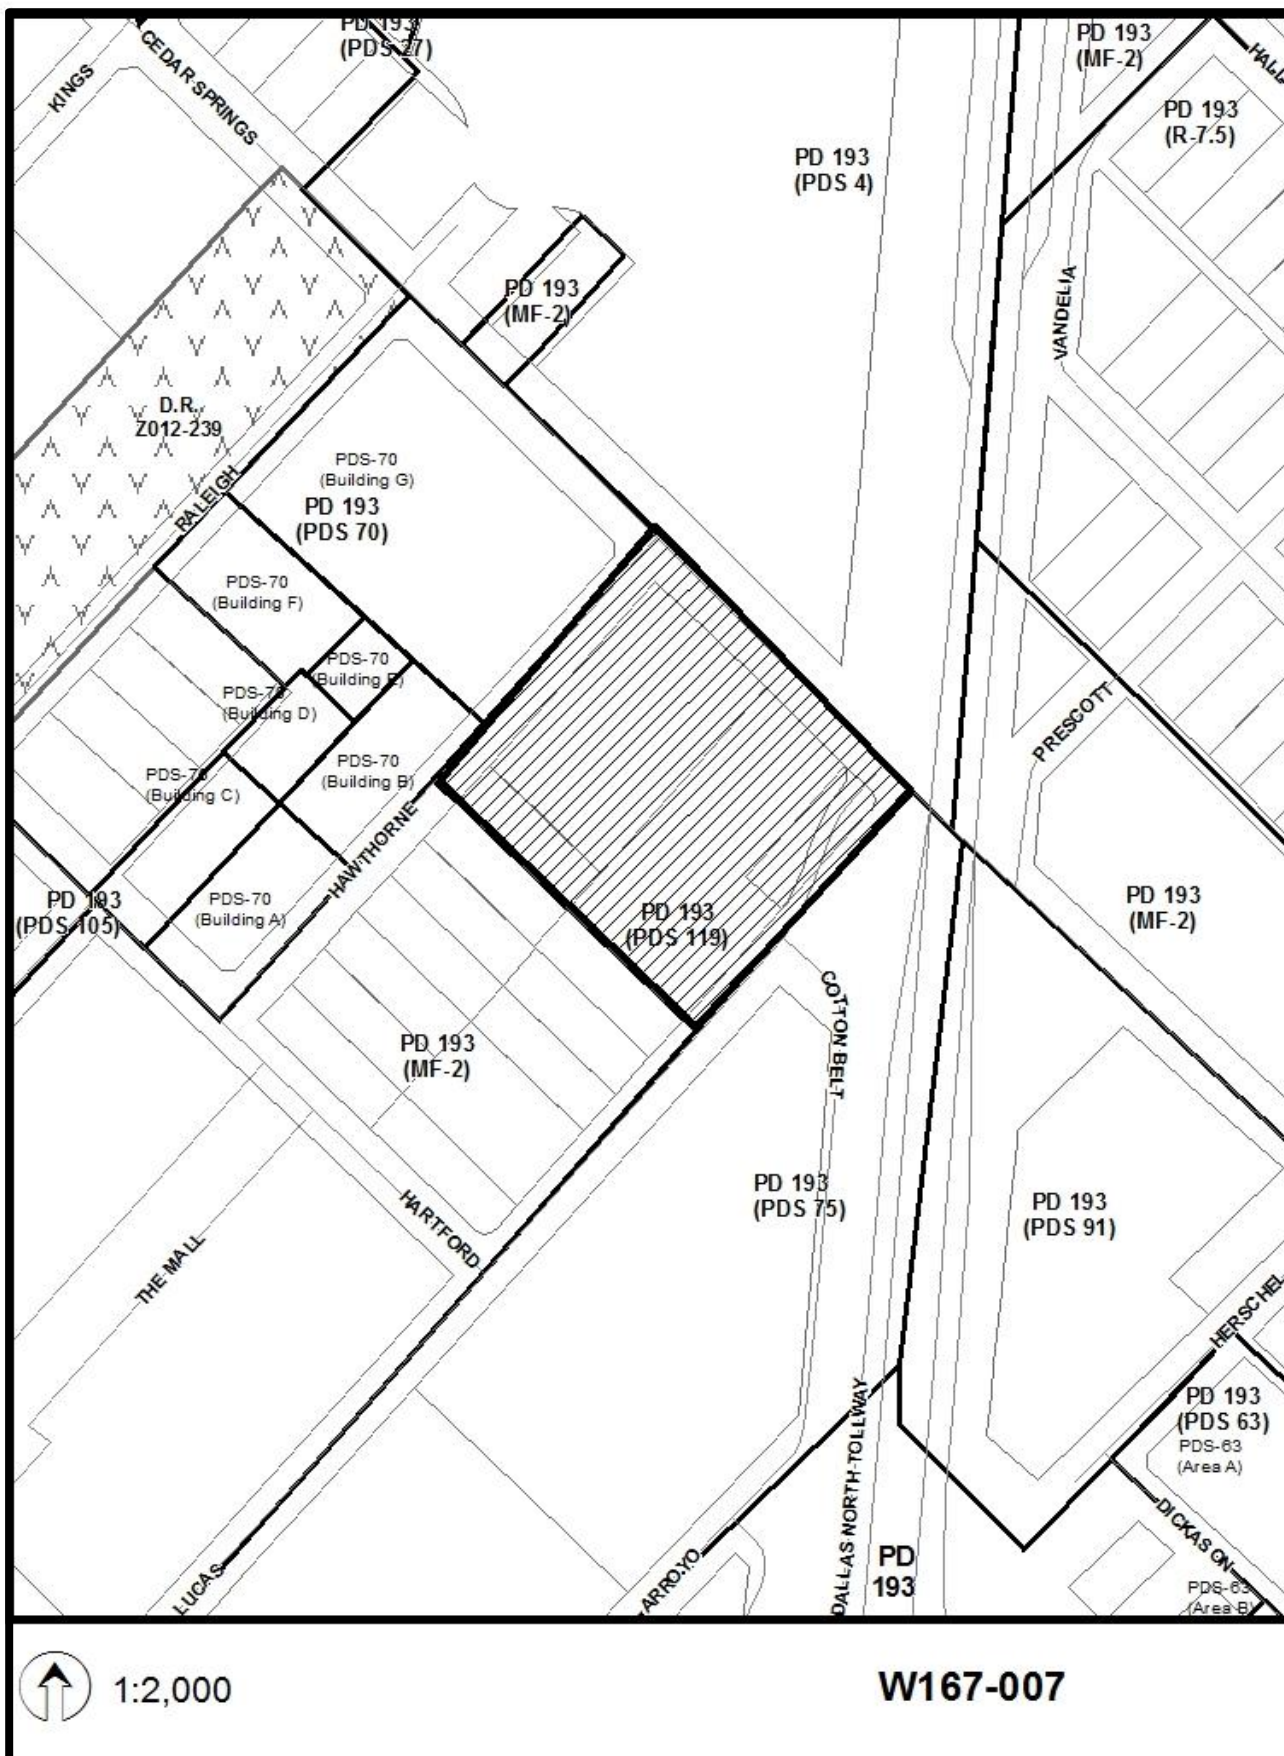 PD 193
(PDS 27)
CEDAR SPRINGS
KINGS
PD 193
(MF-2)
PD 193
(R-7.5)
PD 193
(PDS 4)
VANDELIA
PD 193
(MF-2)
D.R.
Z012-239
RALEIGH
PDS-70
(Building G)
PD 193
(PDS 70)
PDS-70
(Building F)
PDS-70
(Building E)
PDS-70
(Building D)
PDS-70
(Building B)
PDS-70
(Building C)
HAWTHORNE
PRESCOTT
PD 193
(PDS 105)
PDS-70
(Building A)
PD 193
(PDS 119)
PD 193
(MF-2)
COTTON BELT
PD 193
(MF-2)
PD 193
(PDS 75)
PD 193
(PDS 91)
HARTFORD
THE MALL
HERSCHEL
PD 193
(PDS 63)
PDS-63
(Area A)
DALLAS NORTH TOLLWAY
DICKASON
LUCAS
ARROYO
PD
193
PDS-63
(Area B)
1:2,000
W167-007